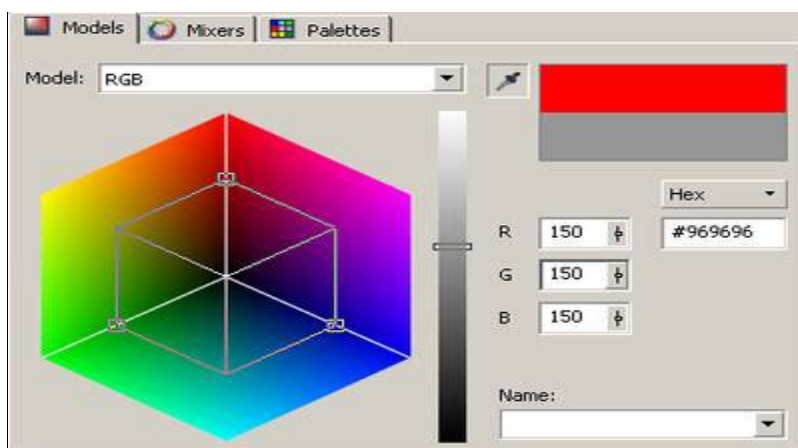 Models Mixers Palettes
Model: RGB
Hex
R 150 #969696
G 150
B 150
Name: